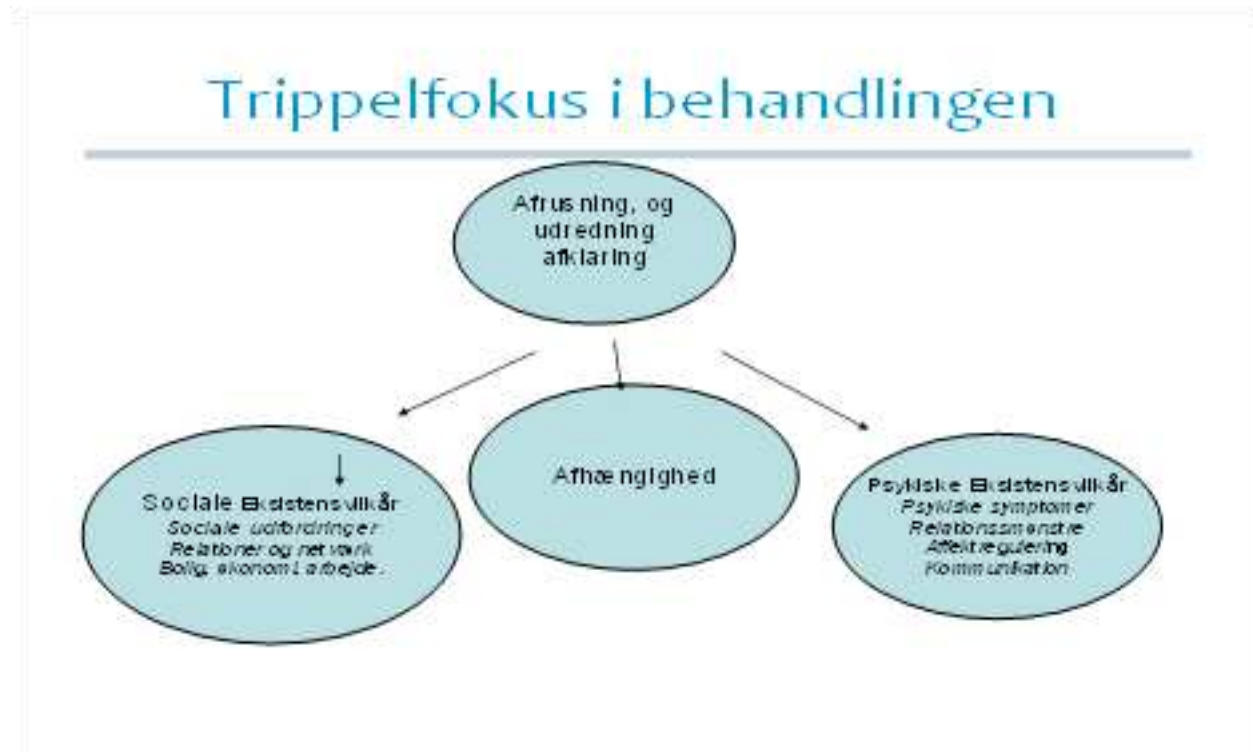 Trippelfokus i behandlingen
Afrusning, og
udredning
afklaring
Afhængighed
Sociale Eksistensvilkår
Sociale udfordringer
Relationer og netværk
Bolig, økonomi, arbejde.
Psykiske Eksistensvilkår
Psykiske symptomer
Relationssmønstre
Affektregulering
Kommunikation